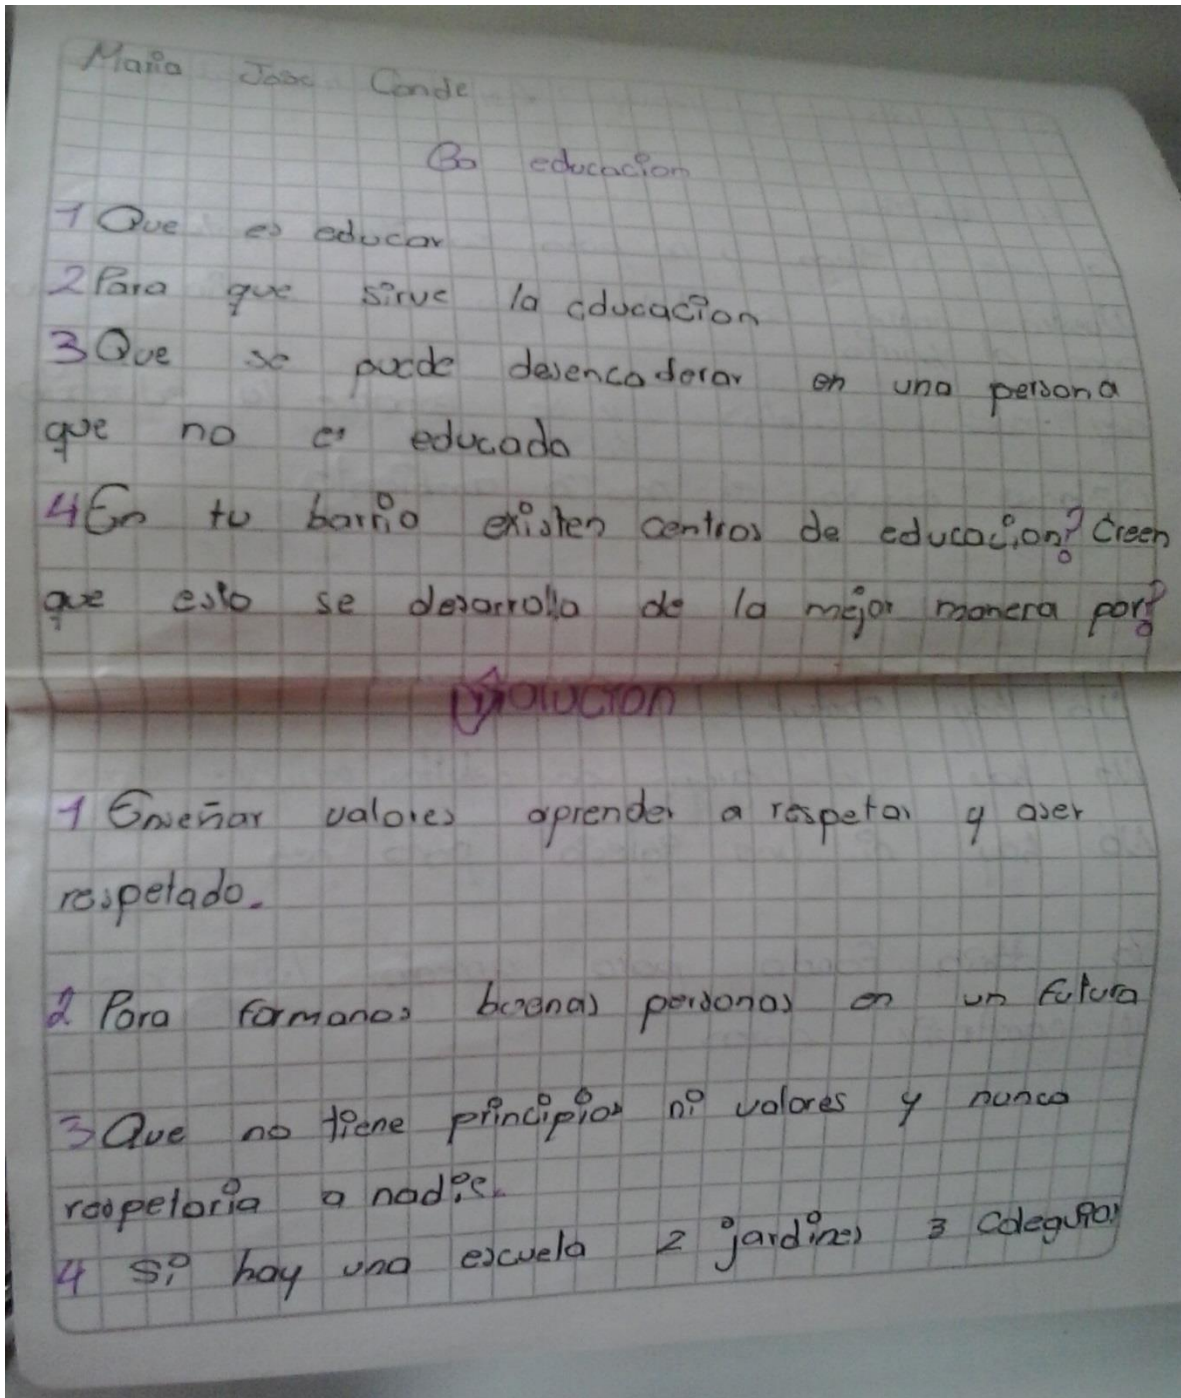 Maria Jose Conde
La educacion
1 Que es educar
2 Para que sirve la educacion
3 Que se puede desencaderar en una persona
que no es educada
4 En tu barrio existen centros de educacion? Creen
que esto se desarrolla de la mejor manera por?
Solucion
1 Enseñar valores aprender a respetar y aser
respetado.
2 Para formanos buenas personas en un futura
3 Que no tiene principios ni valores y nunca
respetaria a nadie.
4 Si hay una escuela 2 jardines 3 Coleguios